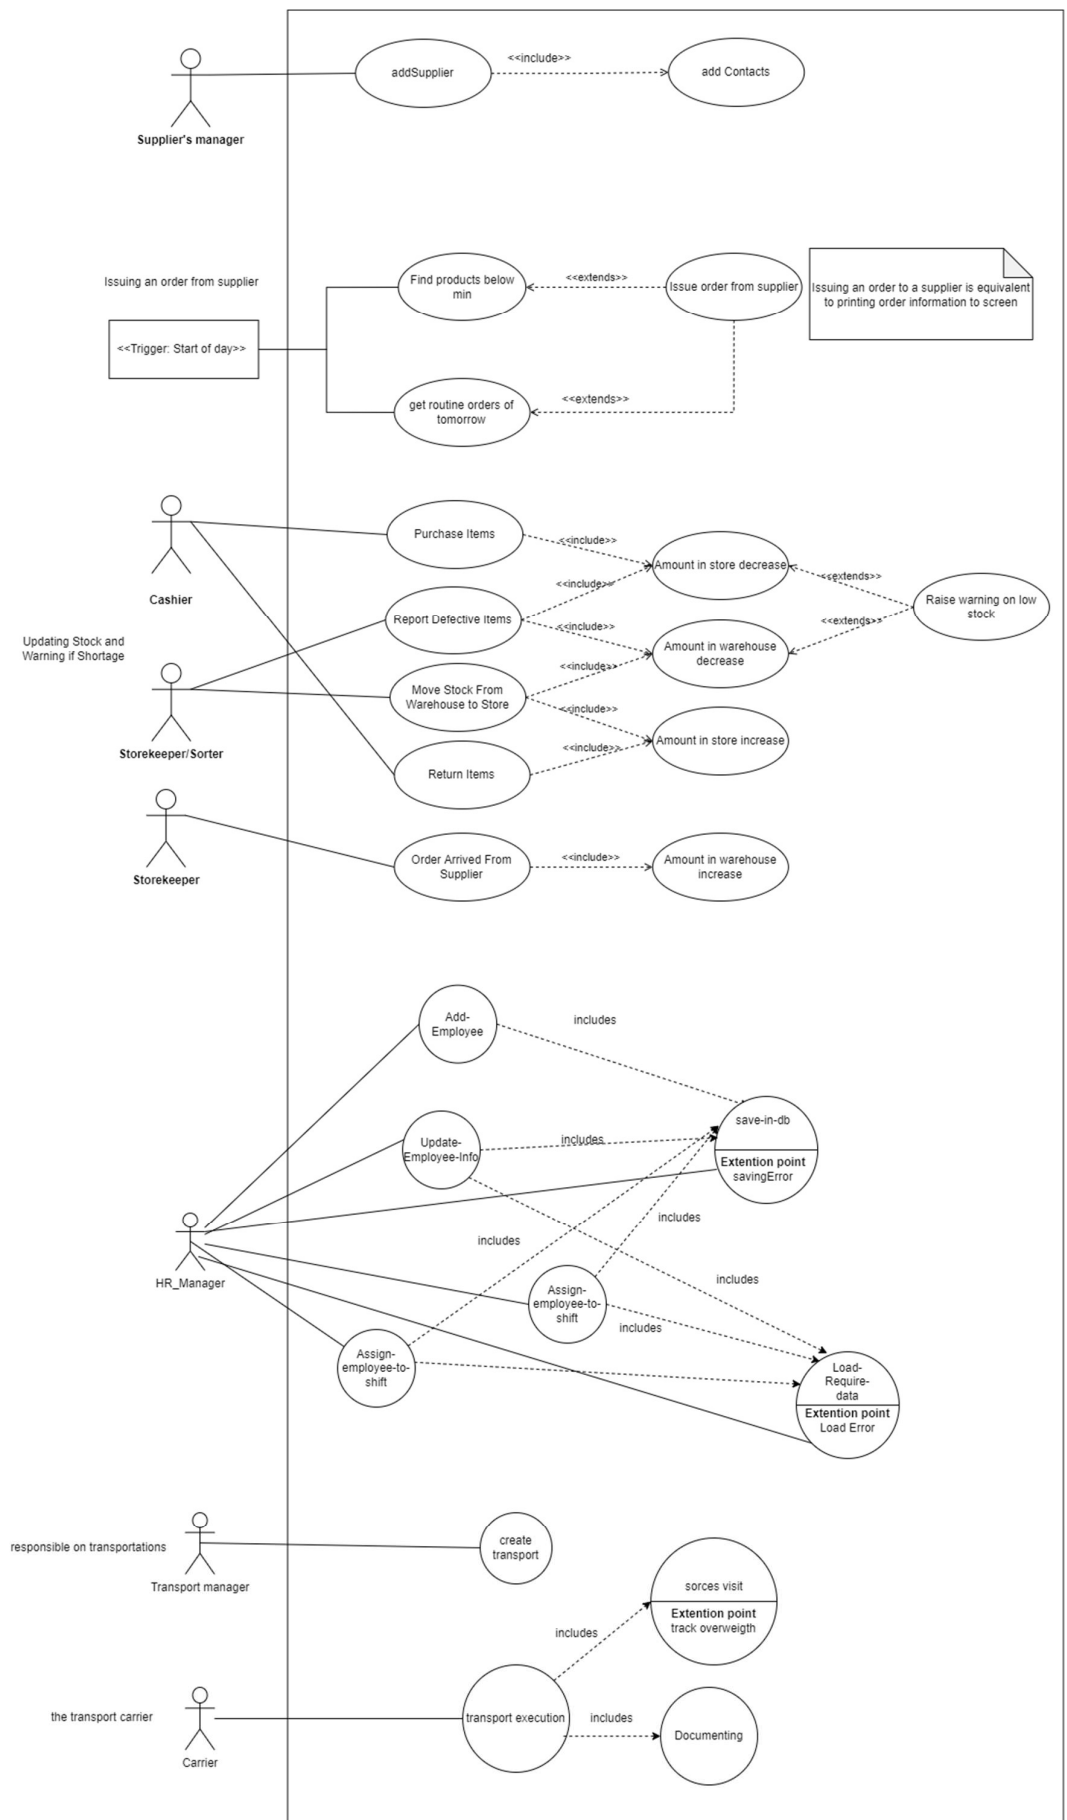 addSupplier
<<include>>
add Contacts
Supplier's manager
Issuing an order from supplier
<<Trigger: Start of day>>
Find products below
min
<<extends>>
Issue order from supplier
Issuing an order to a supplier is equivalent
to printing order information to screen
get routine orders of
tomorrow
<<extends>>
Cashier
Purchase Items
<<include>>
Amount in store decrease
<<include>>
<<extends>>
Raise warning on low
stock
Updating Stock and
Warning if Shortage
Report Defective Items
<<include>>
<<extends>>
Amount in warehouse
decrease
<<include>>
Storekeeper/Sorter
Move Stock From
Warehouse to Store
<<include>>
Amount in store increase
<<include>>
Return Items
Storekeeper
Order Arrived From
Supplier
<<include>>
Amount in warehouse
increase
Add-
Employee
includes
save-in-db
Extention point
savingError
Update-
Employee-Info
includes
includes
includes
HR_Manager
includes
Assign-
employee-to-
shift
includes
Assign-
employee-to-
shift
Load-
Require-
data
Extention point
Load Error
responsible on transportations
Transport manager
create
transport
sorces visit
Extention point
track overweigth
includes
the transport carrier
Carrier
transport execution
includes
Documenting